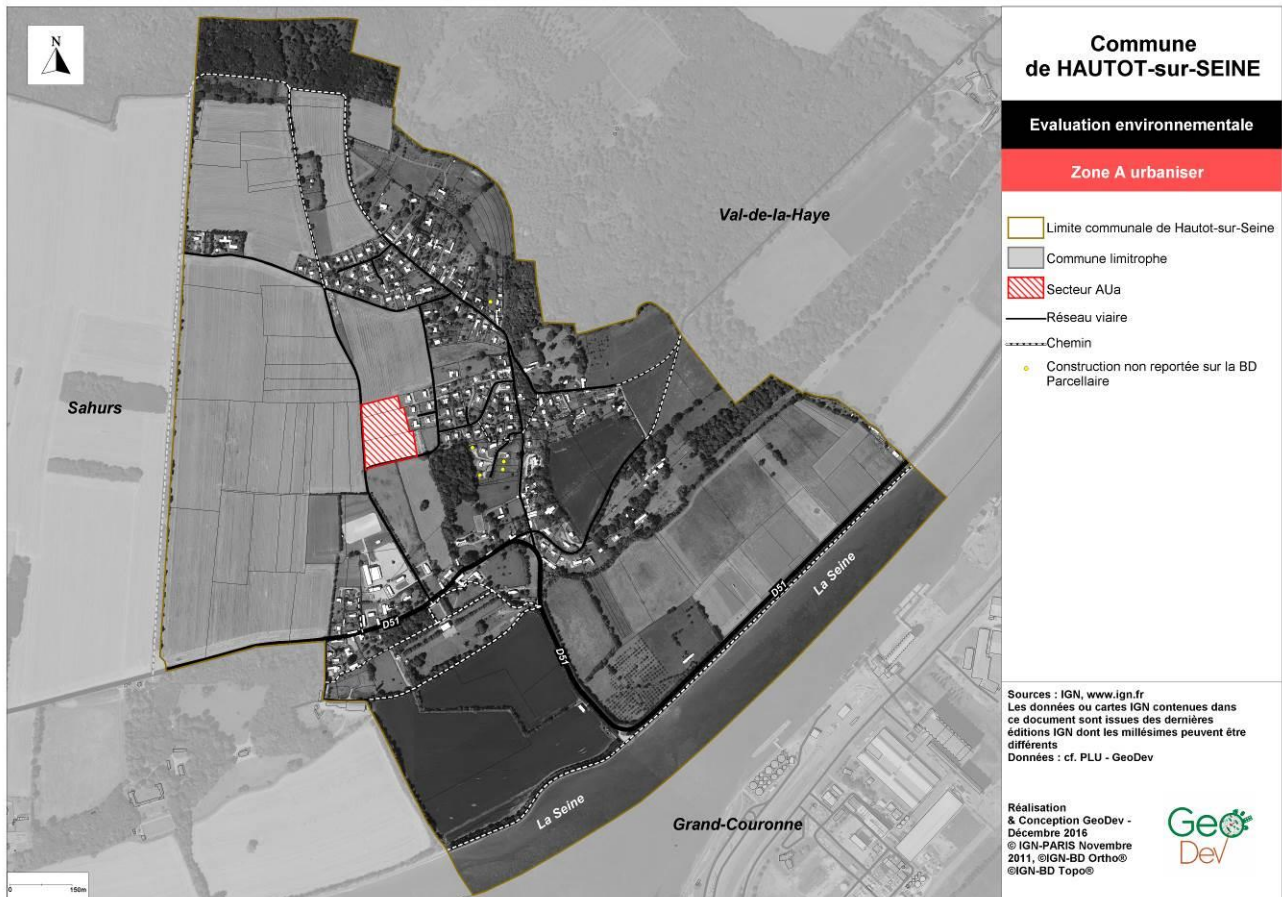 N
Commune
de HAUTOT-sur-SEINE
Evaluation environnementale
Zone A urbaniser
Limite communale de Hautot-sur-Seine
Commune limitrophe
Secteur AUa
Réseau viaire
Chemin
Construction non reportée sur la BD
Parcellaire
Val-de-la-Haye
Sahurs
D51
La Seine
D51
D51
La Seine
Grand-Couronne
0 150m
Sources : IGN, www.ign.fr
Les données ou cartes IGN contenues dans
ce document sont issues des dernières
éditions IGN dont les millésimes peuvent être
différents
Données : cf. PLU - GeoDev
Réalisation
& Conception GeoDev -
Décembre 2016
© IGN-PARIS Novembre
2011, ©IGN-BD Ortho®
©IGN-BD Topo®
Geo
Dev